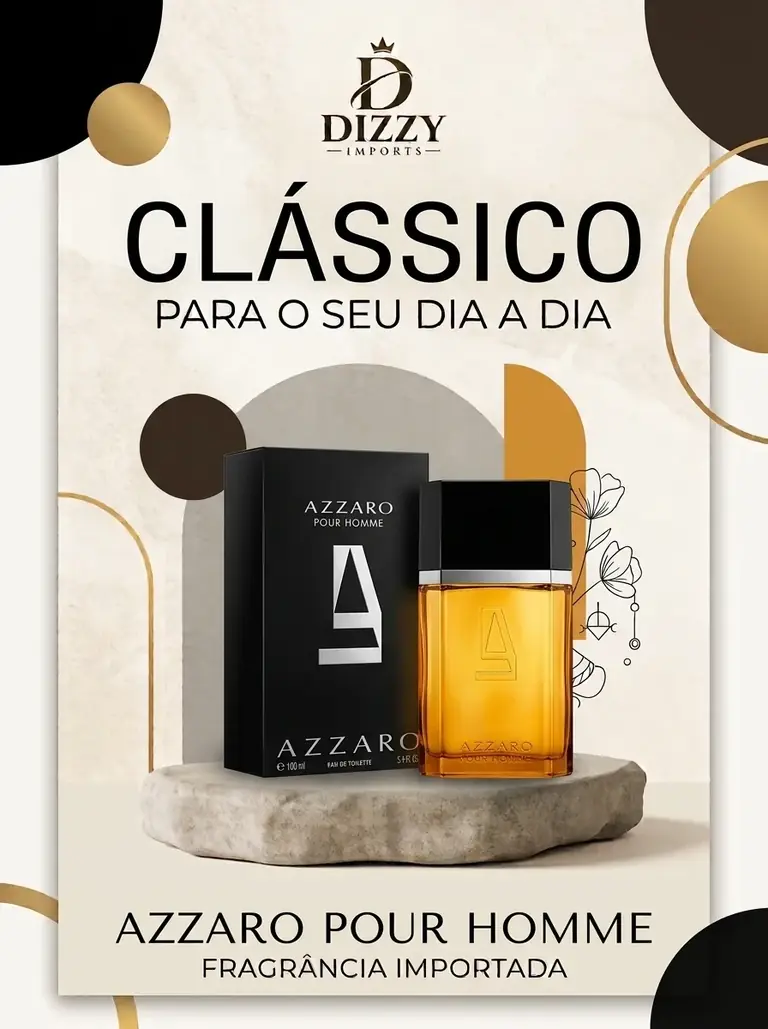 D
DIZZY
IMPORTS
CLÁSSICO
PARA O SEU DIA A DIA
AZZARO
POUR HOMME
AZZARO
℮ 100 ml EAU DE TOILETTE
AZZARO
POUR HOMME
AZZARO POUR HOMME
FRAGRÂNCIA IMPORTADA